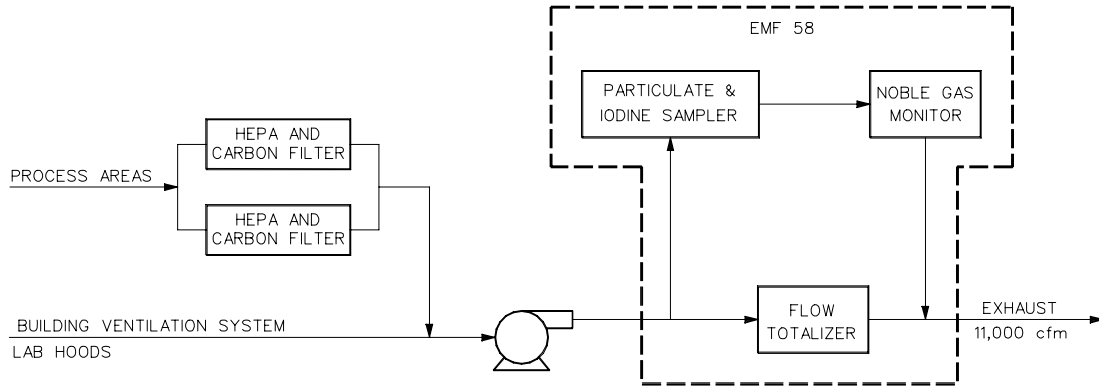 EMF 58
PARTICULATE &
IODINE SAMPLER
NOBLE GAS
MONITOR
HEPA AND
CARBON FILTER
PROCESS AREAS
HEPA AND
CARBON FILTER
BUILDING VENTILATION SYSTEM
LAB HOODS
FLOW
TOTALIZER
EXHAUST
11,000 cfm